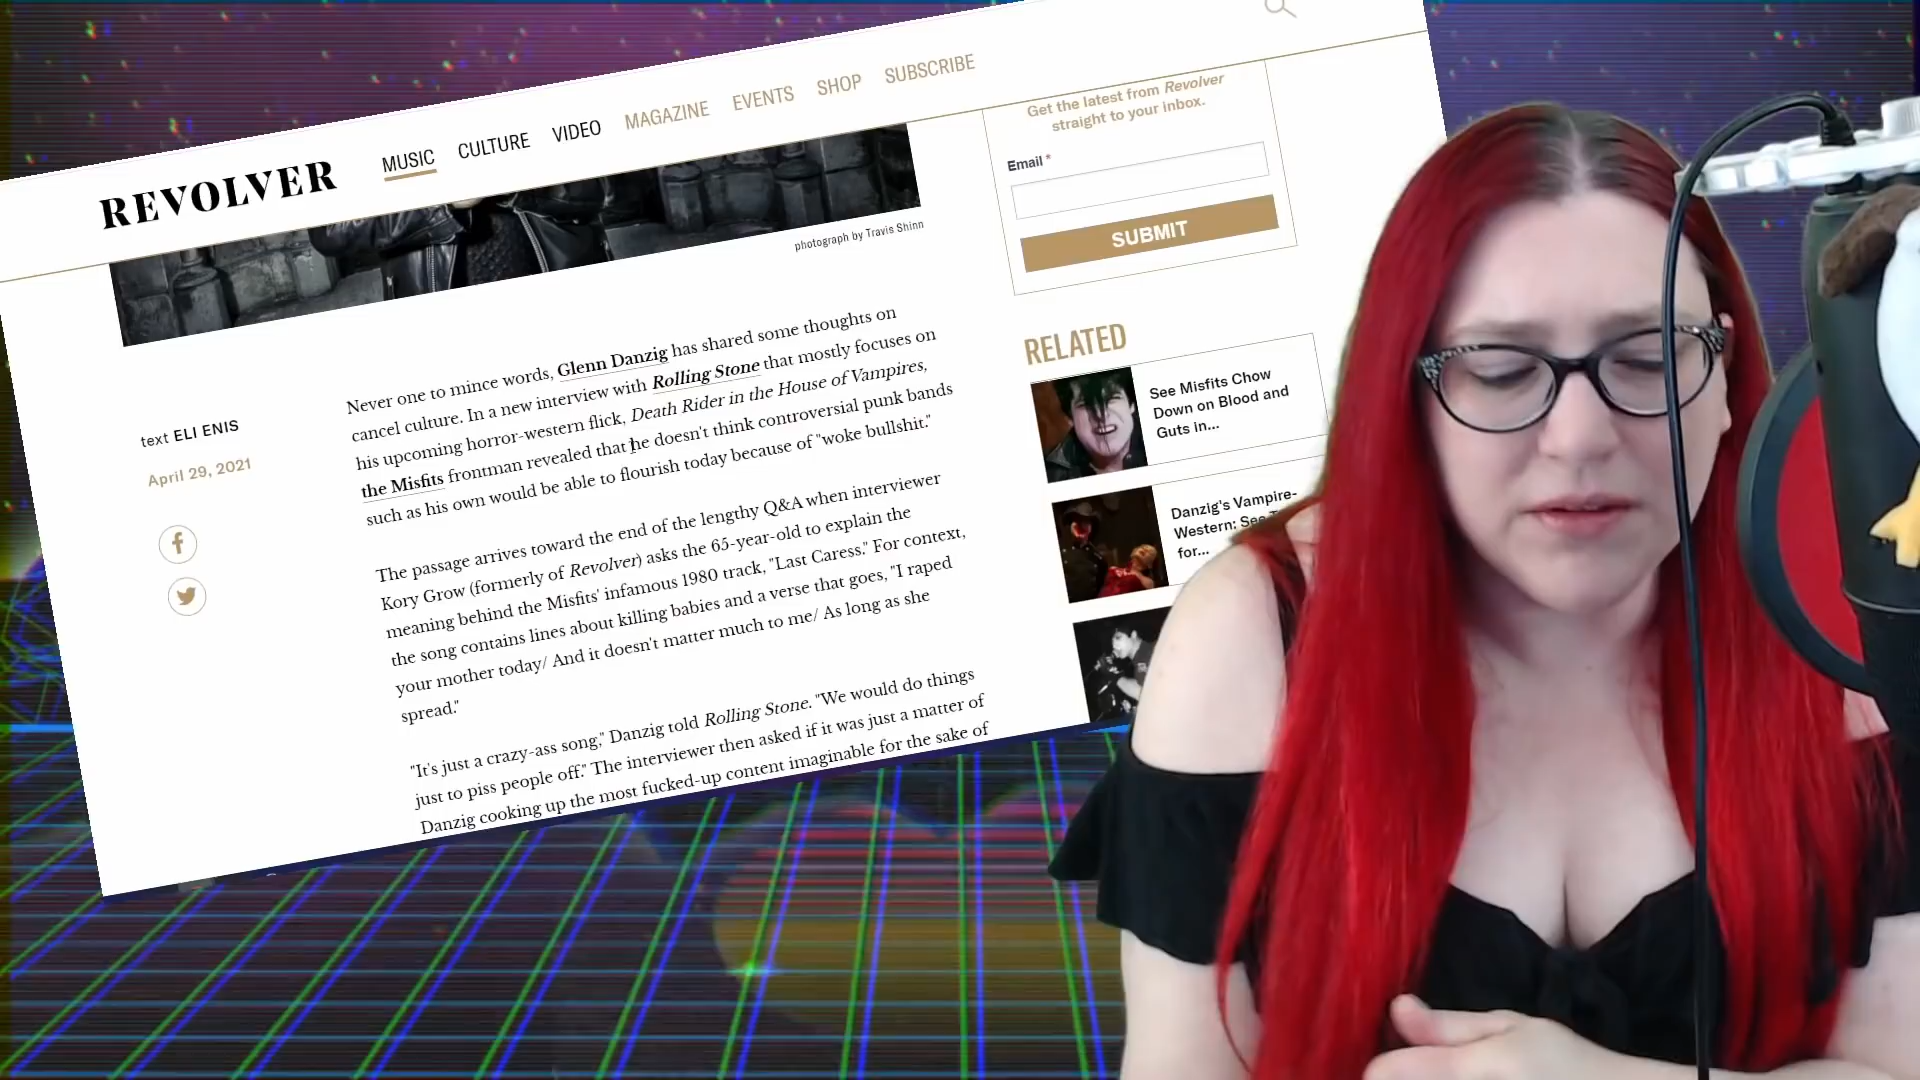 REVOLVER
MUSIC CULTURE VIDEO MAGAZINE EVENTS SHOP SUBSCRIBE
photograph by Travis Shinn
text ELI ENIS
April 29, 2021
Never one to mince words, Glenn Danzig has shared some thoughts on
cancel culture. In a new interview with Rolling Stone that mostly focuses on
his upcoming horror-western flick, Death Rider in the House of Vampires,
the Misfits frontman revealed that he doesn't think controversial punk bands
such as his own would be able to flourish today because of "woke bullshit."
The passage arrives toward the end of the lengthy Q&A when interviewer
Kory Grow (formerly of Revolver) asks the 65-year-old to explain the
meaning behind the Misfits' infamous 1980 track, "Last Caress." For context,
the song contains lines about killing babies and a verse that goes, "I raped
your mother today/ And it doesn't matter much to me/ As long as she
spread."
"It's just a crazy-ass song," Danzig told Rolling Stone. "We would do things
just to piss people off." The interviewer then asked if it was just a matter of
Danzig cooking up the most fucked-up content imaginable for the sake of
Get the latest from Revolver
straight to your inbox.
Email *
SUBMIT
RELATED
See Misfits Chow
Down on Blood and
Guts in...
Danzig's Vampire-
Western: See
for...